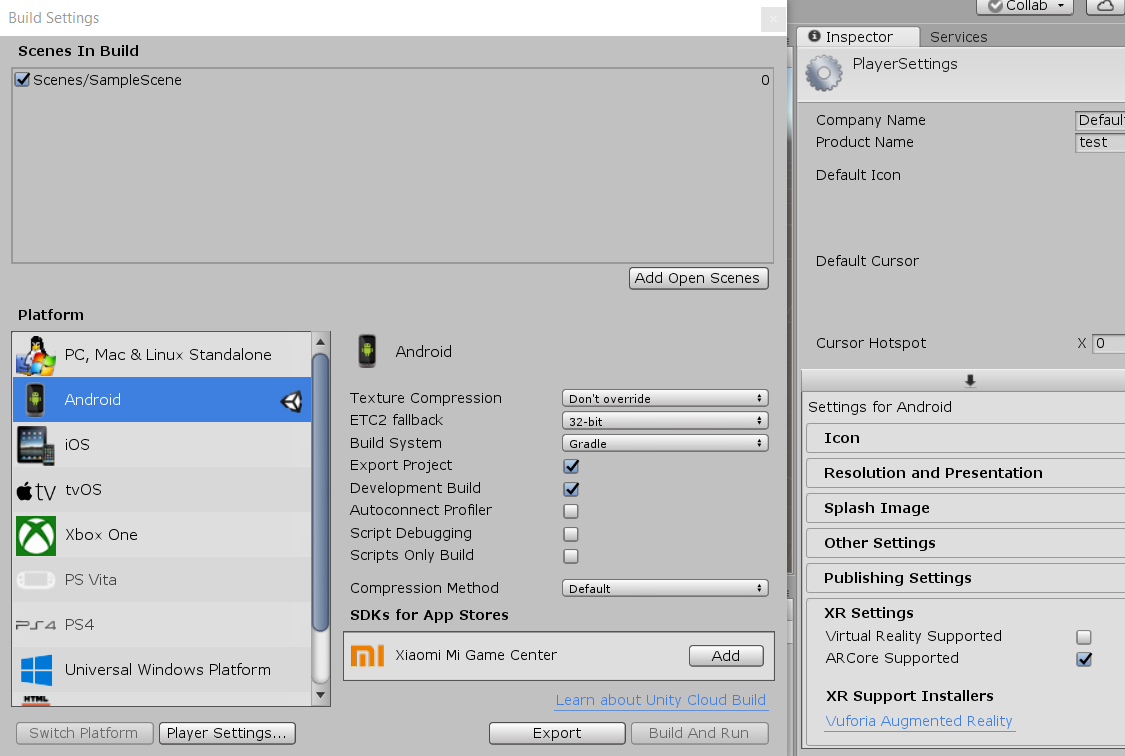 Build Settings
Scenes In Build
Scenes/SampleScene 0
Add Open Scenes
Platform
PC, Mac & Linux Standalone
Android
iOS
tv tvOS
Xbox One
PS Vita
PS4 PS4
Universal Windows Platform
HTML
Switch Platform
Player Settings...
Android
Texture Compression Don't override
ETC2 fallback 32-bit
Build System Gradle
Export Project
Development Build
Autoconnect Profiler
Script Debugging
Scripts Only Build
Compression Method Default
SDKs for App Stores
Xiaomi Mi Game Center Add
Learn about Unity Cloud Build
Export
Build And Run
Collab
Inspector
Services
PlayerSettings
Company Name Default
Product Name test
Default Icon
Default Cursor
Cursor Hotspot X 0
Settings for Android
Icon
Resolution and Presentation
Splash Image
Other Settings
Publishing Settings
XR Settings
Virtual Reality Supported
ARCore Supported
XR Support Installers
Vuforia Augmented Reality